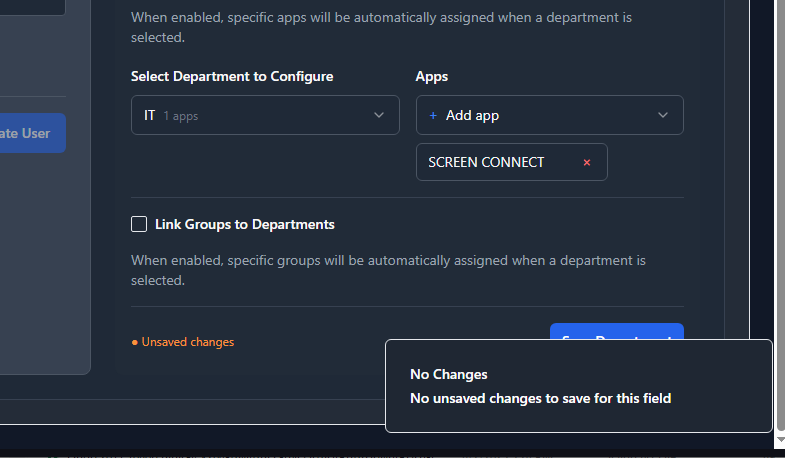 When enabled, specific apps will be automatically assigned when a department is
selected.
Select Department to Configure
Apps
IT 1 apps
+ Add app
SCREEN CONNECT ×
ate User
Link Groups to Departments
When enabled, specific groups will be automatically assigned when a department is
selected.
● Unsaved changes
No Changes
No unsaved changes to save for this field